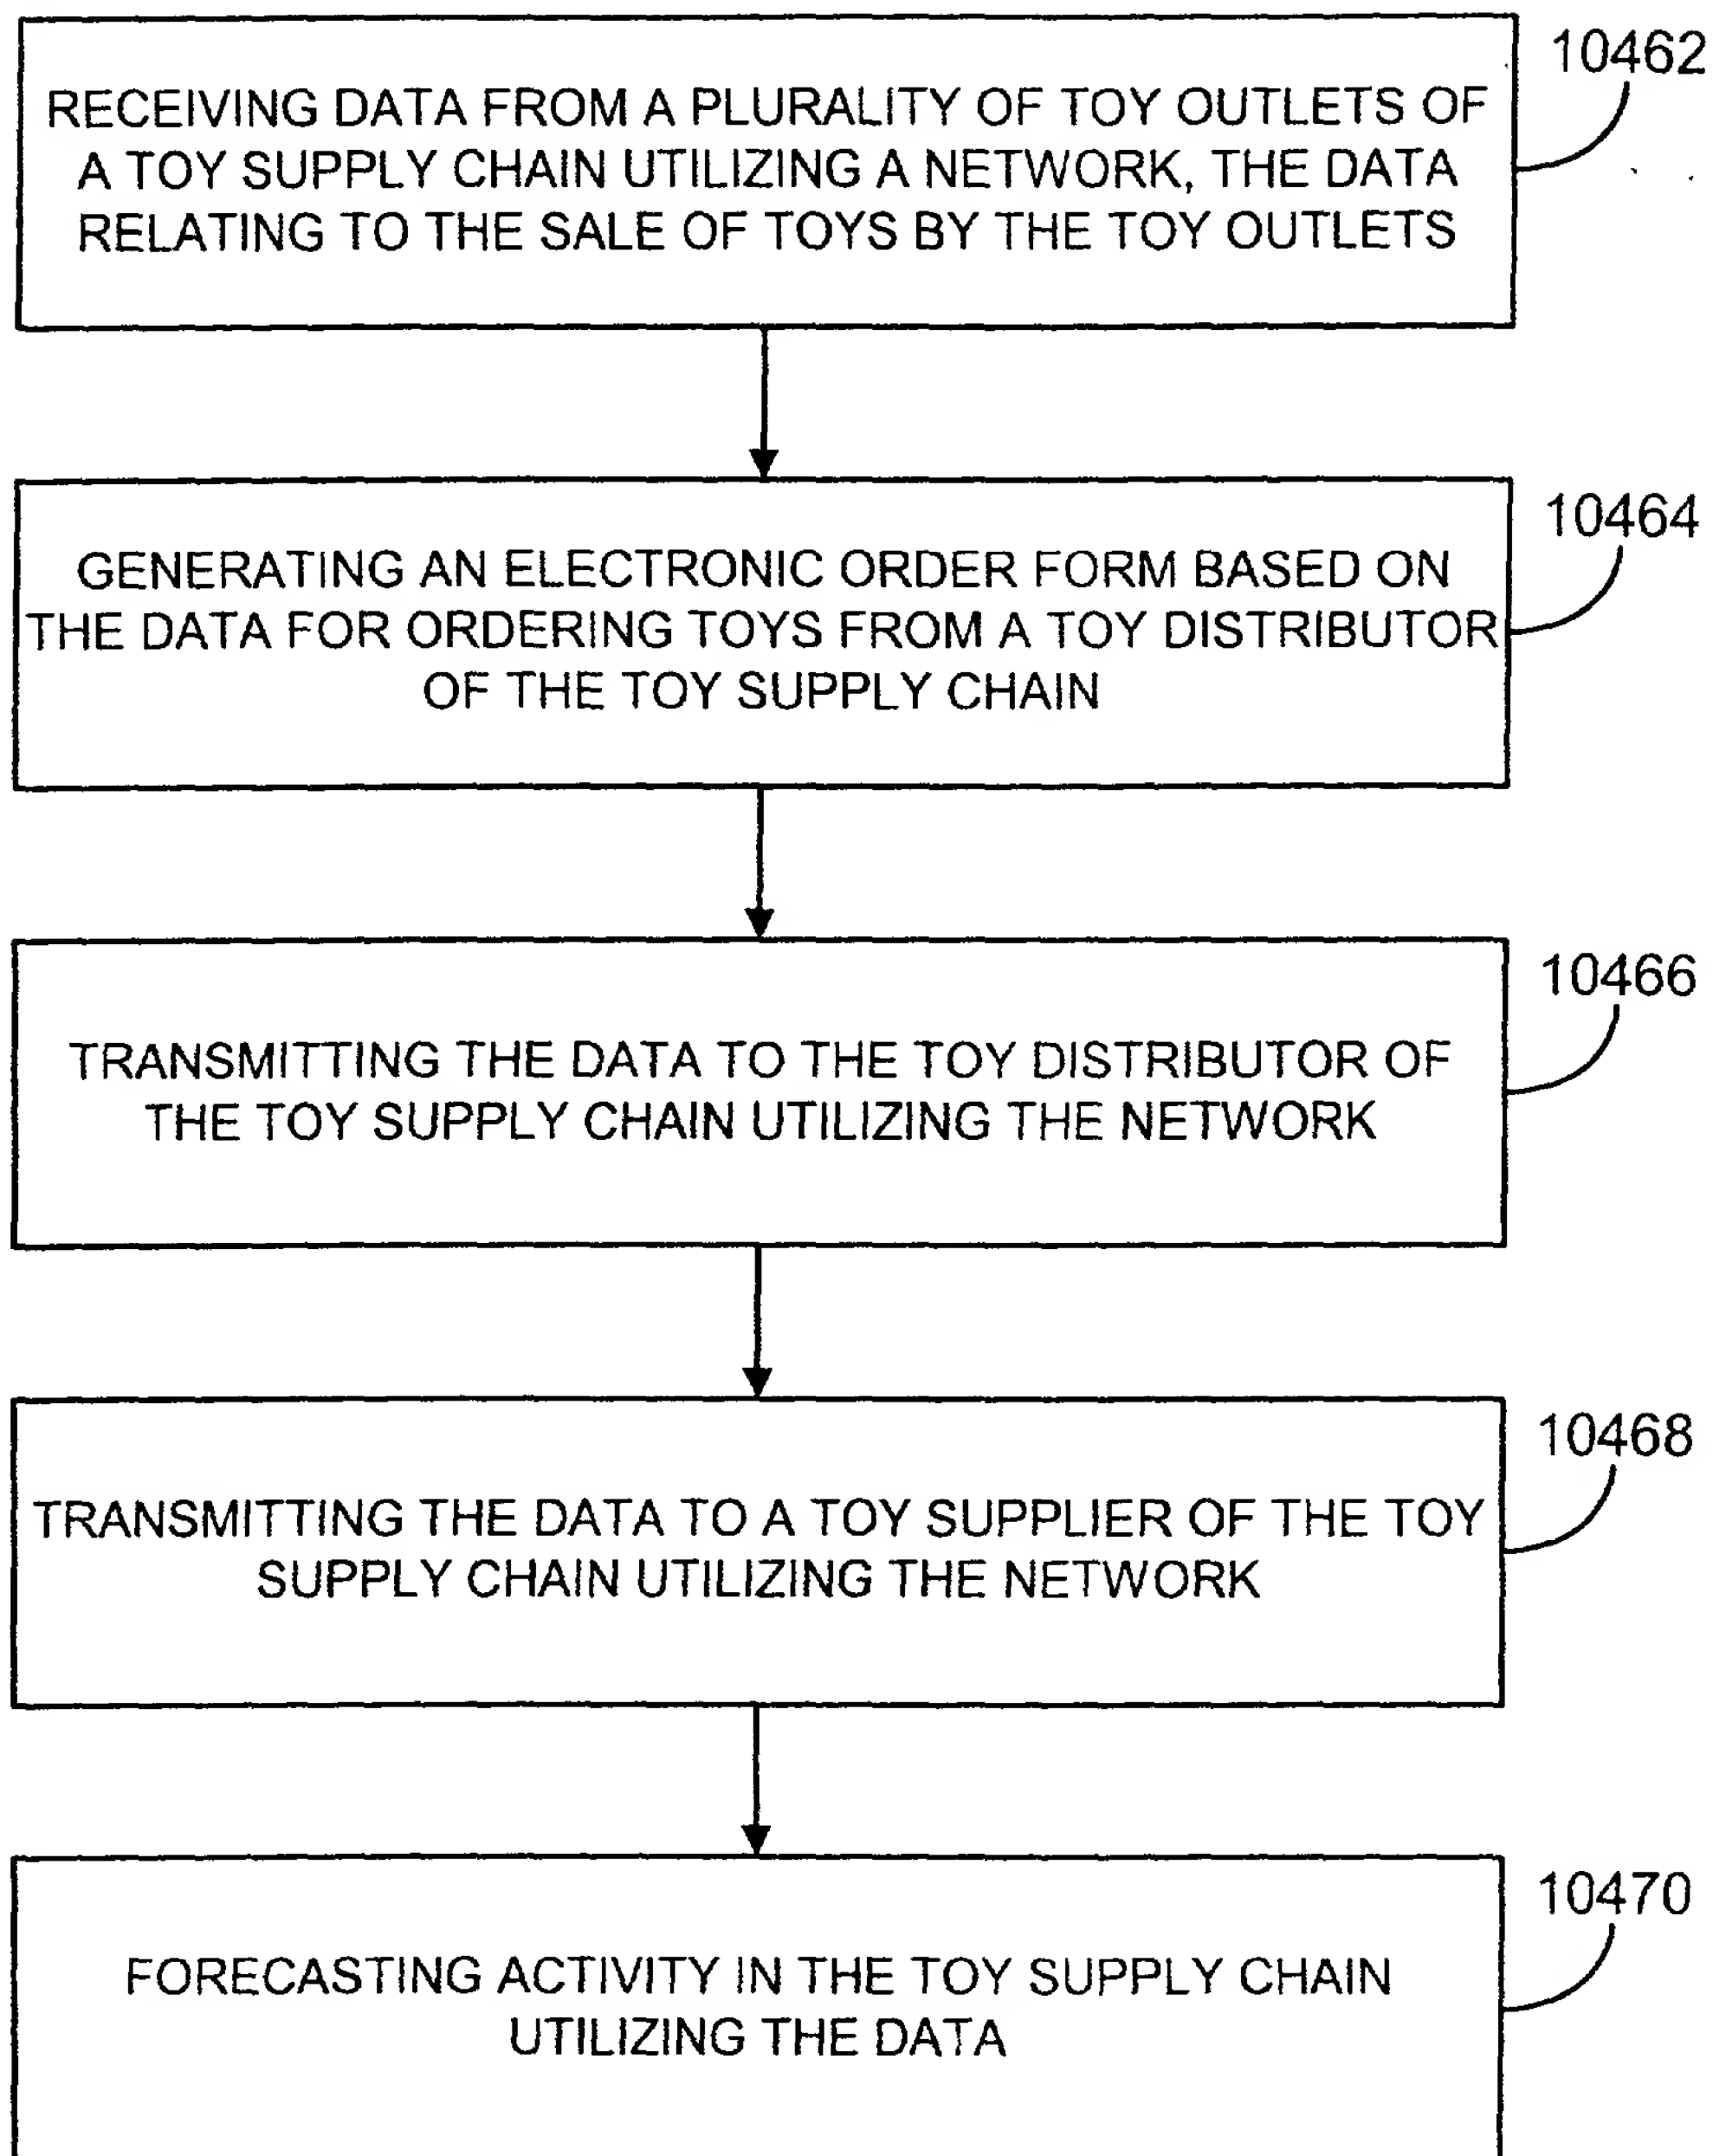 10462
RECEIVING DATA FROM A PLURALITY OF TOY OUTLETS OF
A TOY SUPPLY CHAIN UTILIZING A NETWORK, THE DATA
RELATING TO THE SALE OF TOYS BY THE TOY OUTLETS
10464
GENERATING AN ELECTRONIC ORDER FORM BASED ON
THE DATA FOR ORDERING TOYS FROM A TOY DISTRIBUTOR
OF THE TOY SUPPLY CHAIN
10466
TRANSMITTING THE DATA TO THE TOY DISTRIBUTOR OF
THE TOY SUPPLY CHAIN UTILIZING THE NETWORK
10468
TRANSMITTING THE DATA TO A TOY SUPPLIER OF THE TOY
SUPPLY CHAIN UTILIZING THE NETWORK
10470
FORECASTING ACTIVITY IN THE TOY SUPPLY CHAIN
UTILIZING THE DATA